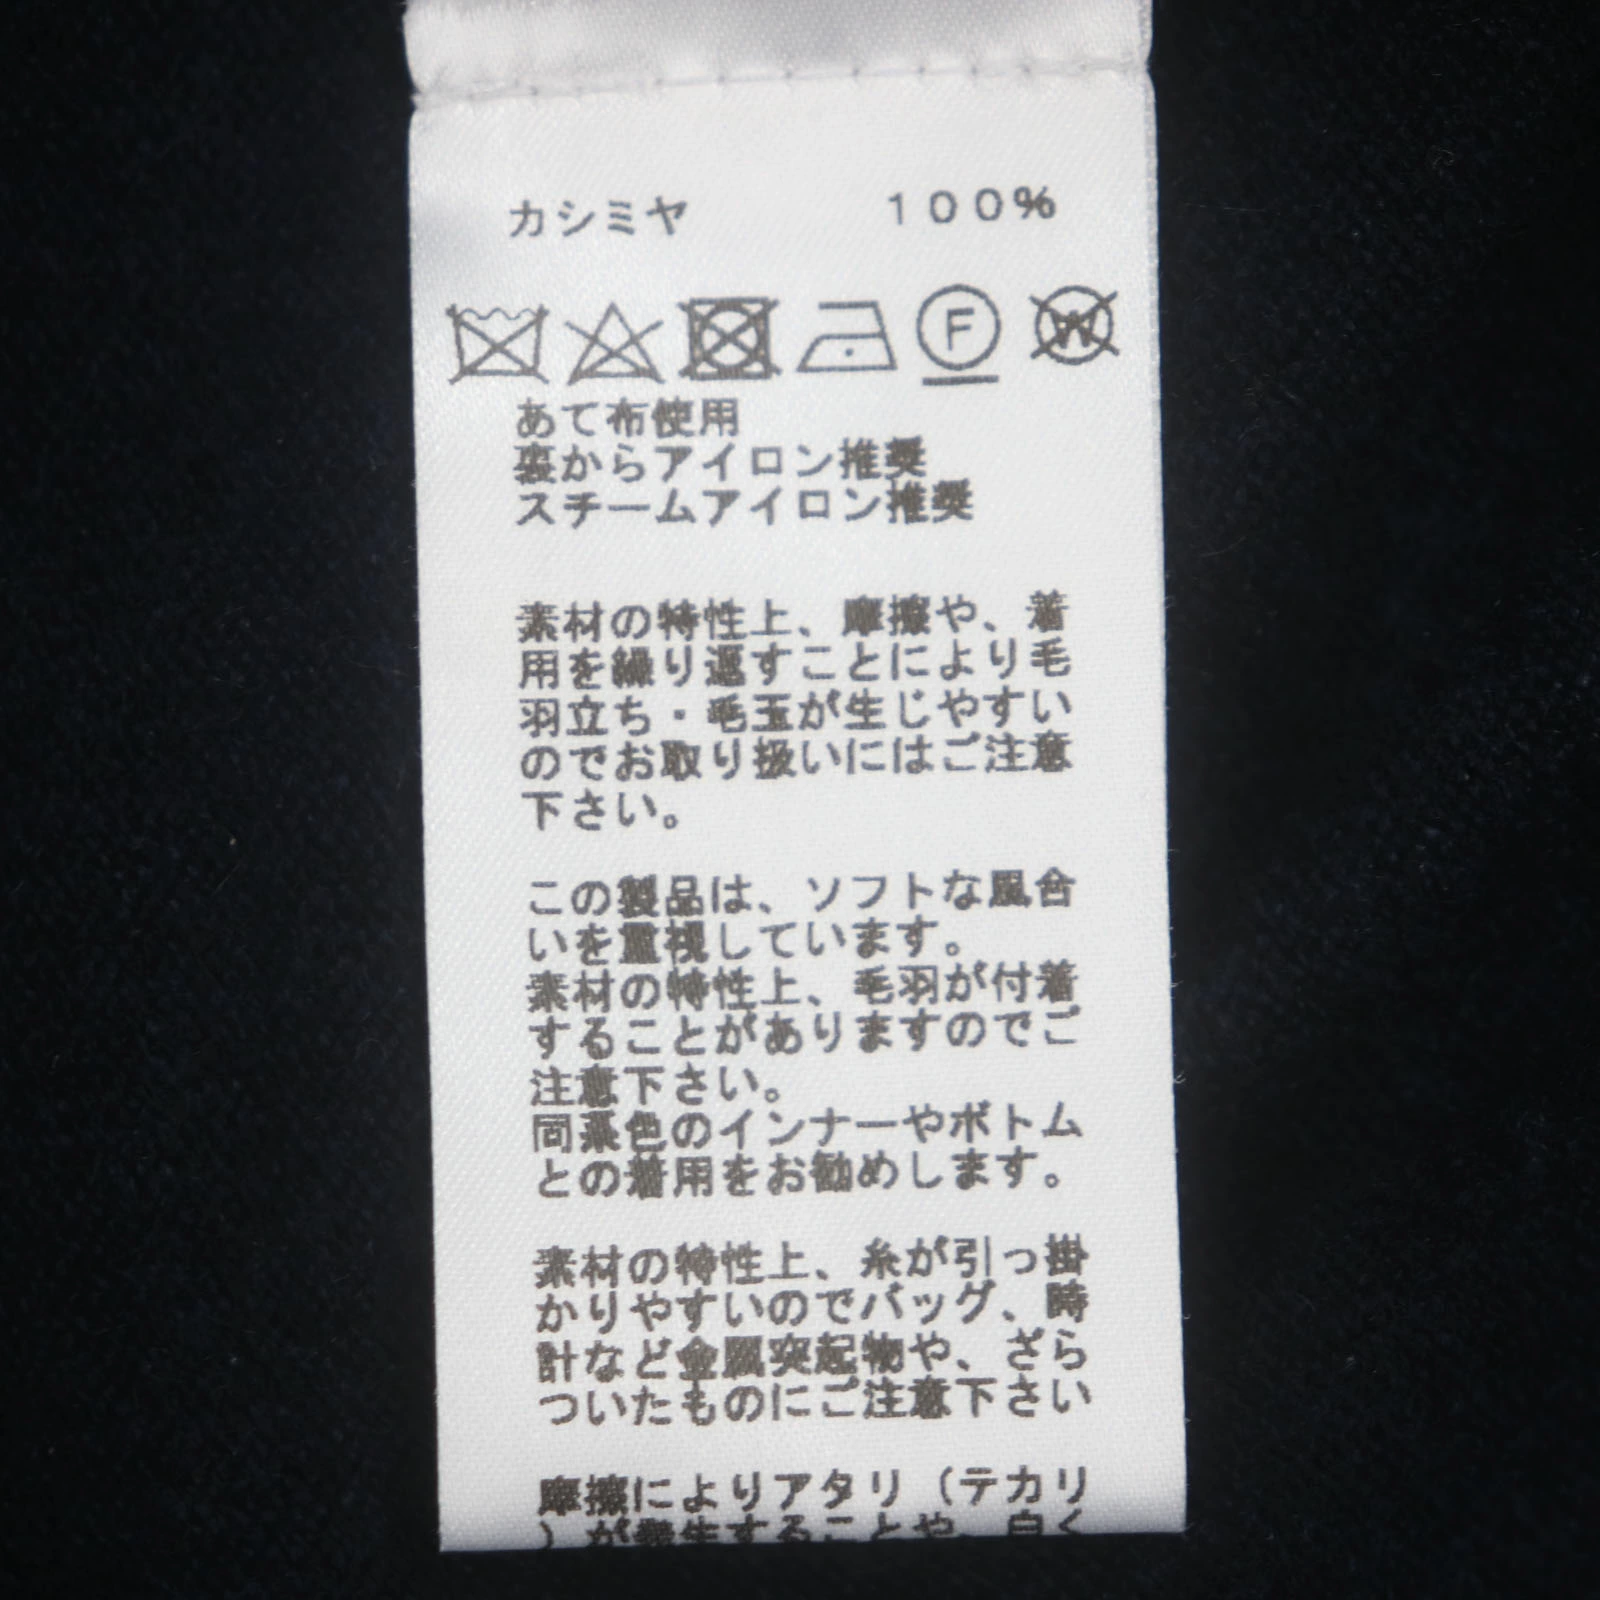 カシミヤ １００％
F W
あて布使用
裏からアイロン推奨
スチームアイロン推奨
素材の特性上、摩擦や、着
用を繰り返すことにより毛
羽立ち・毛玉が生じやすい
のでお取り扱いにはご注意
下さい。
この製品は、ソフトな風合
いを重視しています。
素材の特性上、毛羽が付着
することがありますのでご
注意下さい。
同系色のインナーやボトム
との着用をお勧めします。
素材の特性上、糸が引っ掛
かりやすいのでバッグ、時
計など金属突起物や、ざら
ついたものにご注意下さい
摩擦によりアタリ（テカリ
）が発生することや、白く